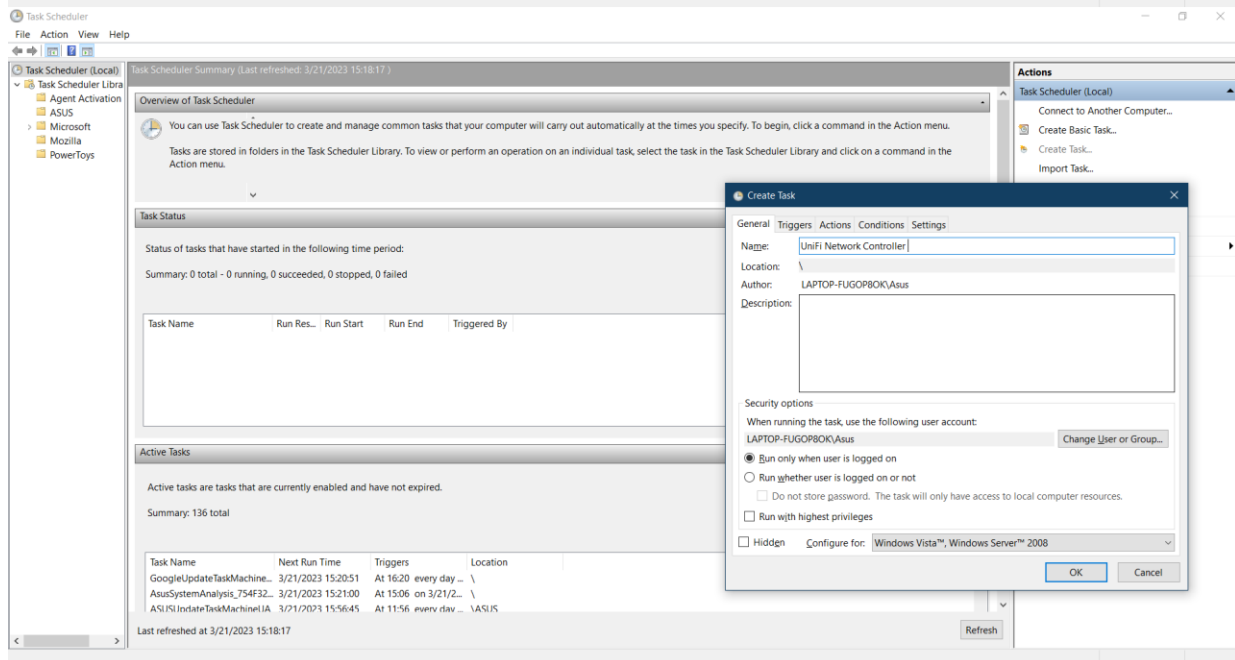 Task Scheduler
File Action View Help
Task Scheduler (Local)
Task Scheduler Libra
Agent Activation
ASUS
Microsoft
Mozilla
PowerToys
Task Scheduler Summary (Last refreshed: 3/21/2023 15:18:17 )
Overview of Task Scheduler
You can use Task Scheduler to create and manage common tasks that your computer will carry out automatically at the times you specify. To begin, click a command in the Action menu.
Tasks are stored in folders in the Task Scheduler Library. To view or perform an operation on an individual task, select the task in the Task Scheduler Library and click on a command in the
Action menu.
Task Status
Status of tasks that have started in the following time period:
Summary: 0 total - 0 running, 0 succeeded, 0 stopped, 0 failed
Task Name Run Res... Run Start Run End Triggered By
Active Tasks
Active tasks are tasks that are currently enabled and have not expired.
Summary: 136 total
Task Name Next Run Time Triggers Location
GoogleUpdateTaskMachine... 3/21/2023 15:20:51 At 16:20 every day ... \
AsusSystemAnalysis_754F32... 3/21/2023 15:21:00 At 15:06 on 3/21/2... \
ASUSUpdateTaskMachineUA 3/21/2023 15:56:45 At 11:56 every day ... \ASUS
Last refreshed at 3/21/2023 15:18:17
Refresh
Actions
Task Scheduler (Local)
Connect to Another Computer...
Create Basic Task...
Create Task...
Import Task...
Create Task
General Triggers Actions Conditions Settings
Name: UniFi Network Controller
Location: \
Author: LAPTOP-FUGOP8OK\Asus
Description:
Security options
When running the task, use the following user account:
LAPTOP-FUGOP8OK\Asus
Change User or Group...
Run only when user is logged on
Run whether user is logged on or not
Do not store password. The task will only have access to local computer resources.
Run with highest privileges
Hidden Configure for: Windows Vista™, Windows Server™ 2008
OK Cancel